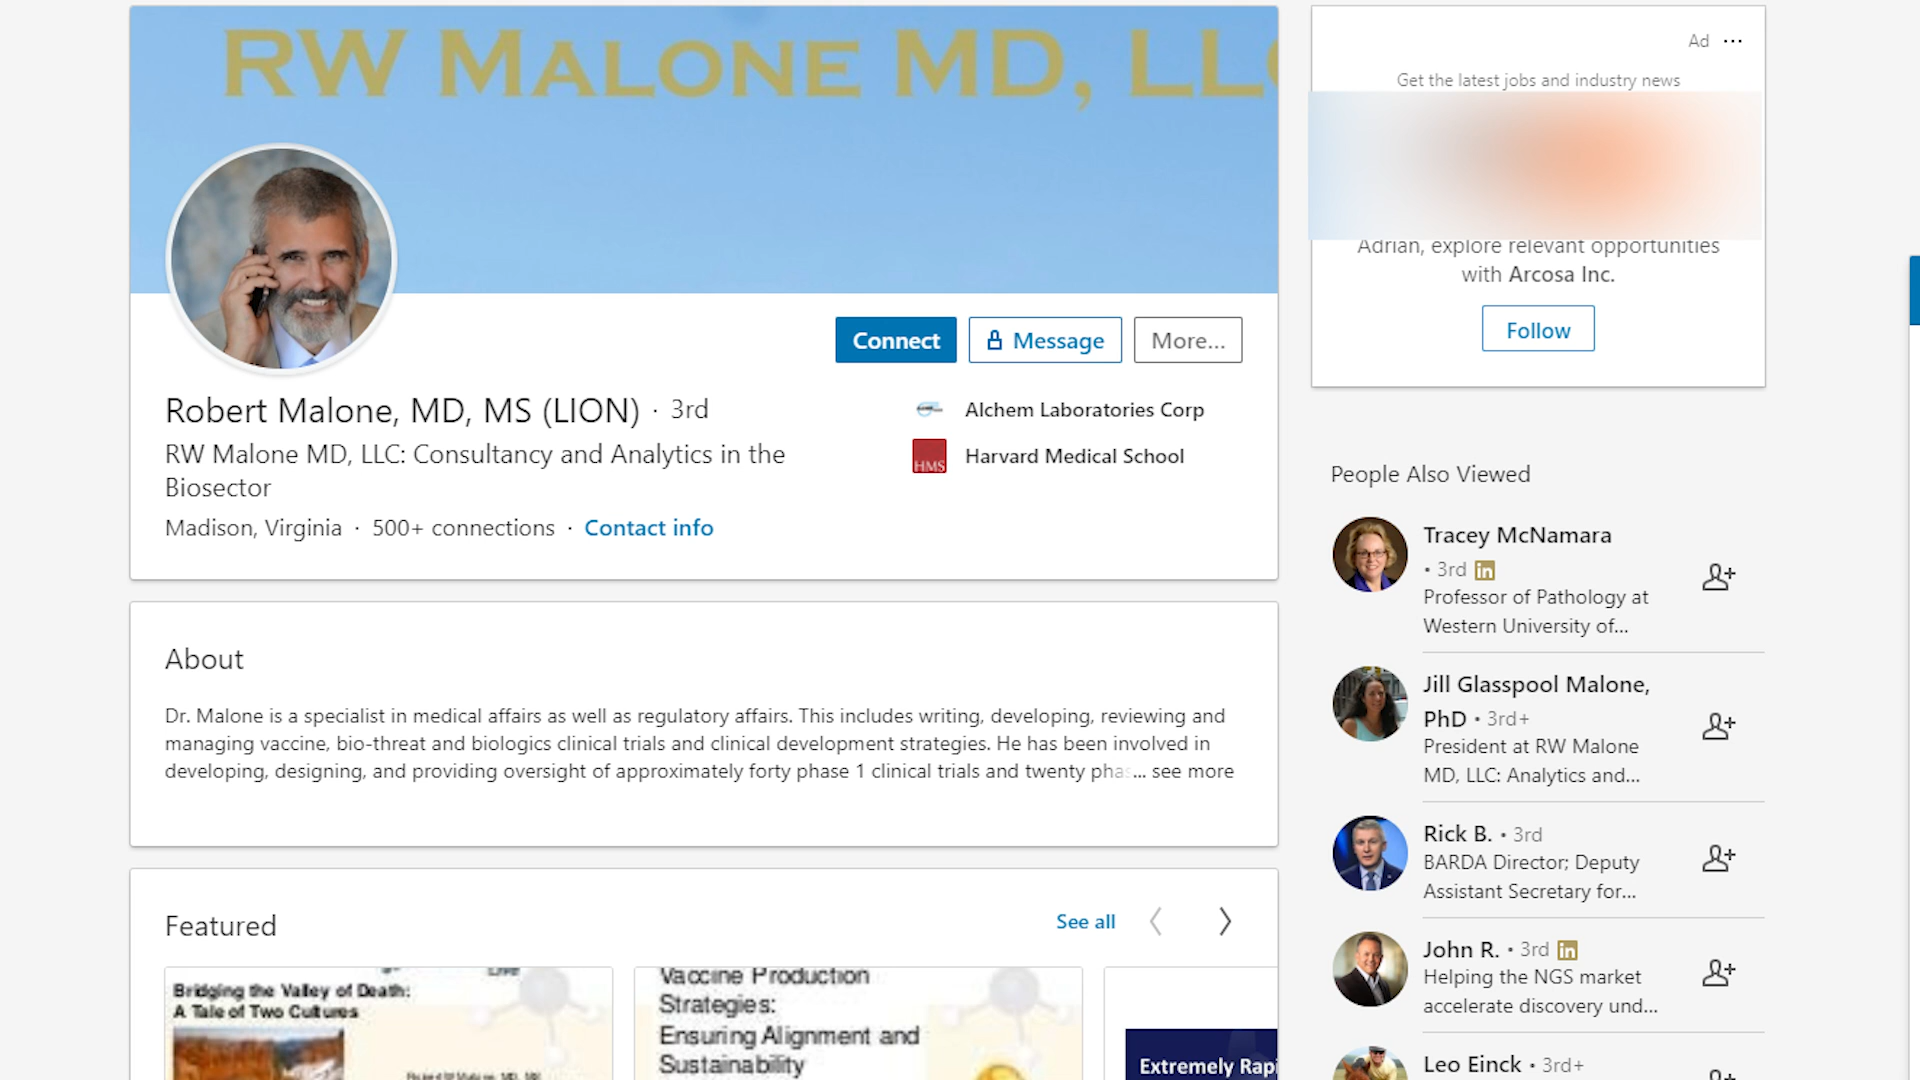 RW MALONE MD, LLC
Robert Malone, MD, MS (LION) · 3rd
RW Malone MD, LLC: Consultancy and Analytics in the
Biosector
Madison, Virginia · 500+ connections · Contact info
Connect
Message
More...
Alchem Laboratories Corp
HMS
Harvard Medical School
About
Dr. Malone is a specialist in medical affairs as well as regulatory affairs. This includes writing, developing, reviewing and
managing vaccine, bio-threat and biologics clinical trials and clinical development strategies. He has been involved in
developing, designing, and providing oversight of approximately forty phase 1 clinical trials and twenty phas... see more
Featured
See all
Bridging the Valley of Death:
A Tale of Two Cultures
Vaccine Production
Strategies:
Ensuring Alignment and
Sustainability
Extremely Rapi
Ad ...
Get the latest jobs and industry news
Adrian, explore relevant opportunities
with Arcosa Inc.
Follow
People Also Viewed
Tracey McNamara
• 3rd in
Professor of Pathology at
Western University of...
Jill Glasspool Malone,
PhD • 3rd+
President at RW Malone
MD, LLC: Analytics and...
Rick B. • 3rd
BARDA Director; Deputy
Assistant Secretary for...
John R. • 3rd in
Helping the NGS market
accelerate discovery und...
Leo Einck • 3rd+